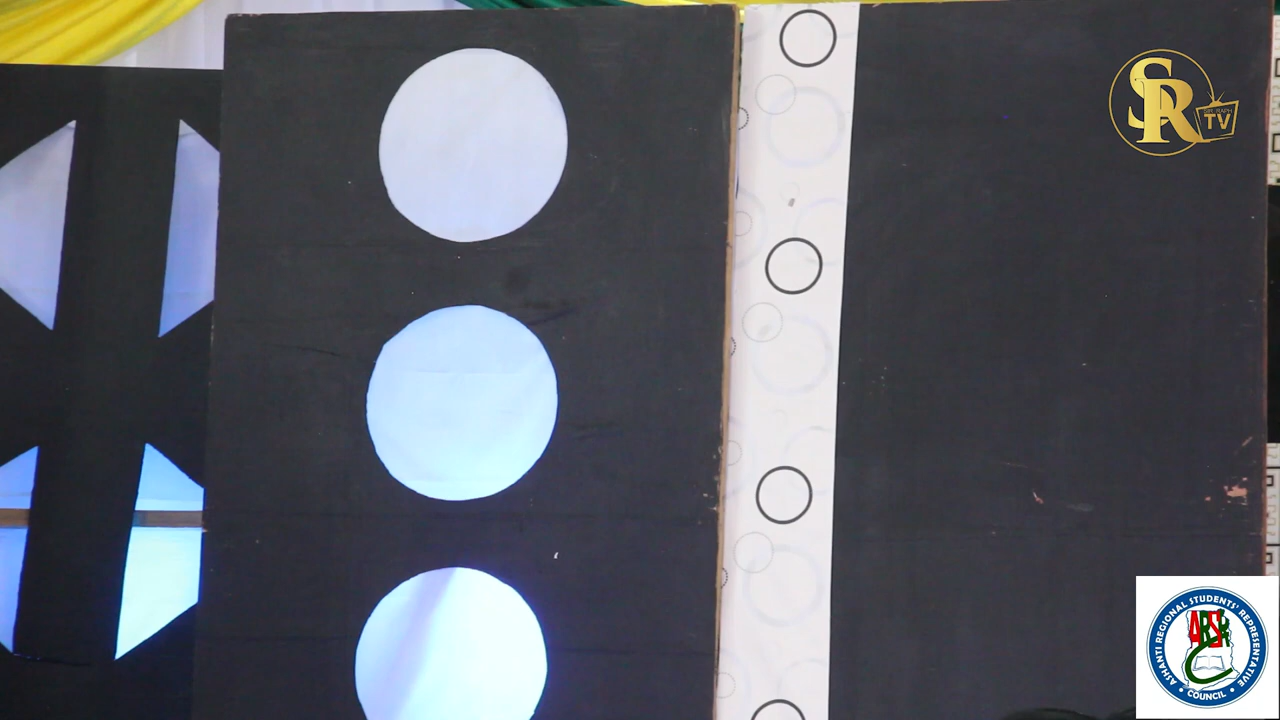 SR
TV
ASHANTI REGIONAL STUDENTS' REPRESENTATIVE
COUNCIL